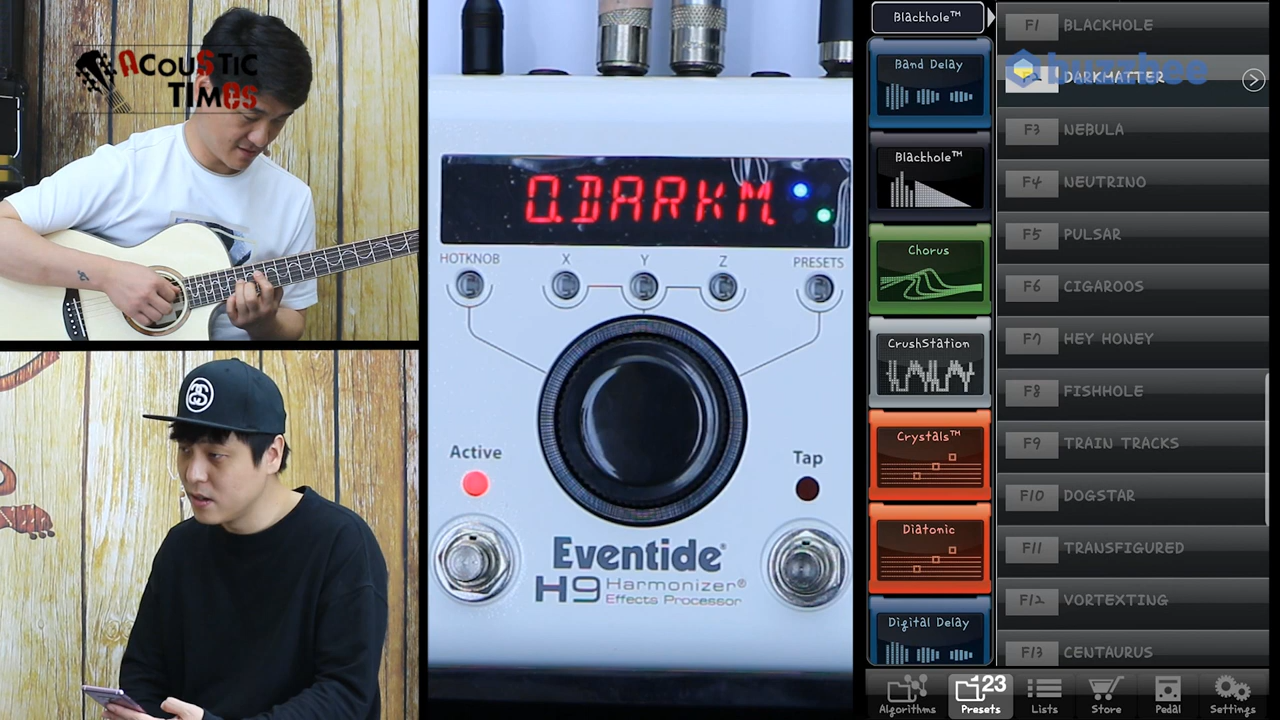 AcouSTic
TIMes
Q.DARKM.
HOTKNOB
X
Y
Z
PRESETS
Active
Tap
Eventide®
H9 Harmonizer®
Effects Processor
Blackhole™
Band Delay
Blackhole™
Chorus
CrushStation
Crystals™
Diatonic
Digital Delay
F1 BLACKHOLE
buzzbee
DARKMATTER
F3 NEBULA
F4 NEUTRINO
F5 PULSAR
F6 CIGAROOS
F7 HEY HONEY
F8 FISHHOLE
F9 TRAIN TRACKS
F10 DOGSTAR
F11 TRANSFIGURED
F12 VORTEXTING
F13 CENTAURUS
123
Algorithms
Presets
Lists
Store
Pedal
Settings